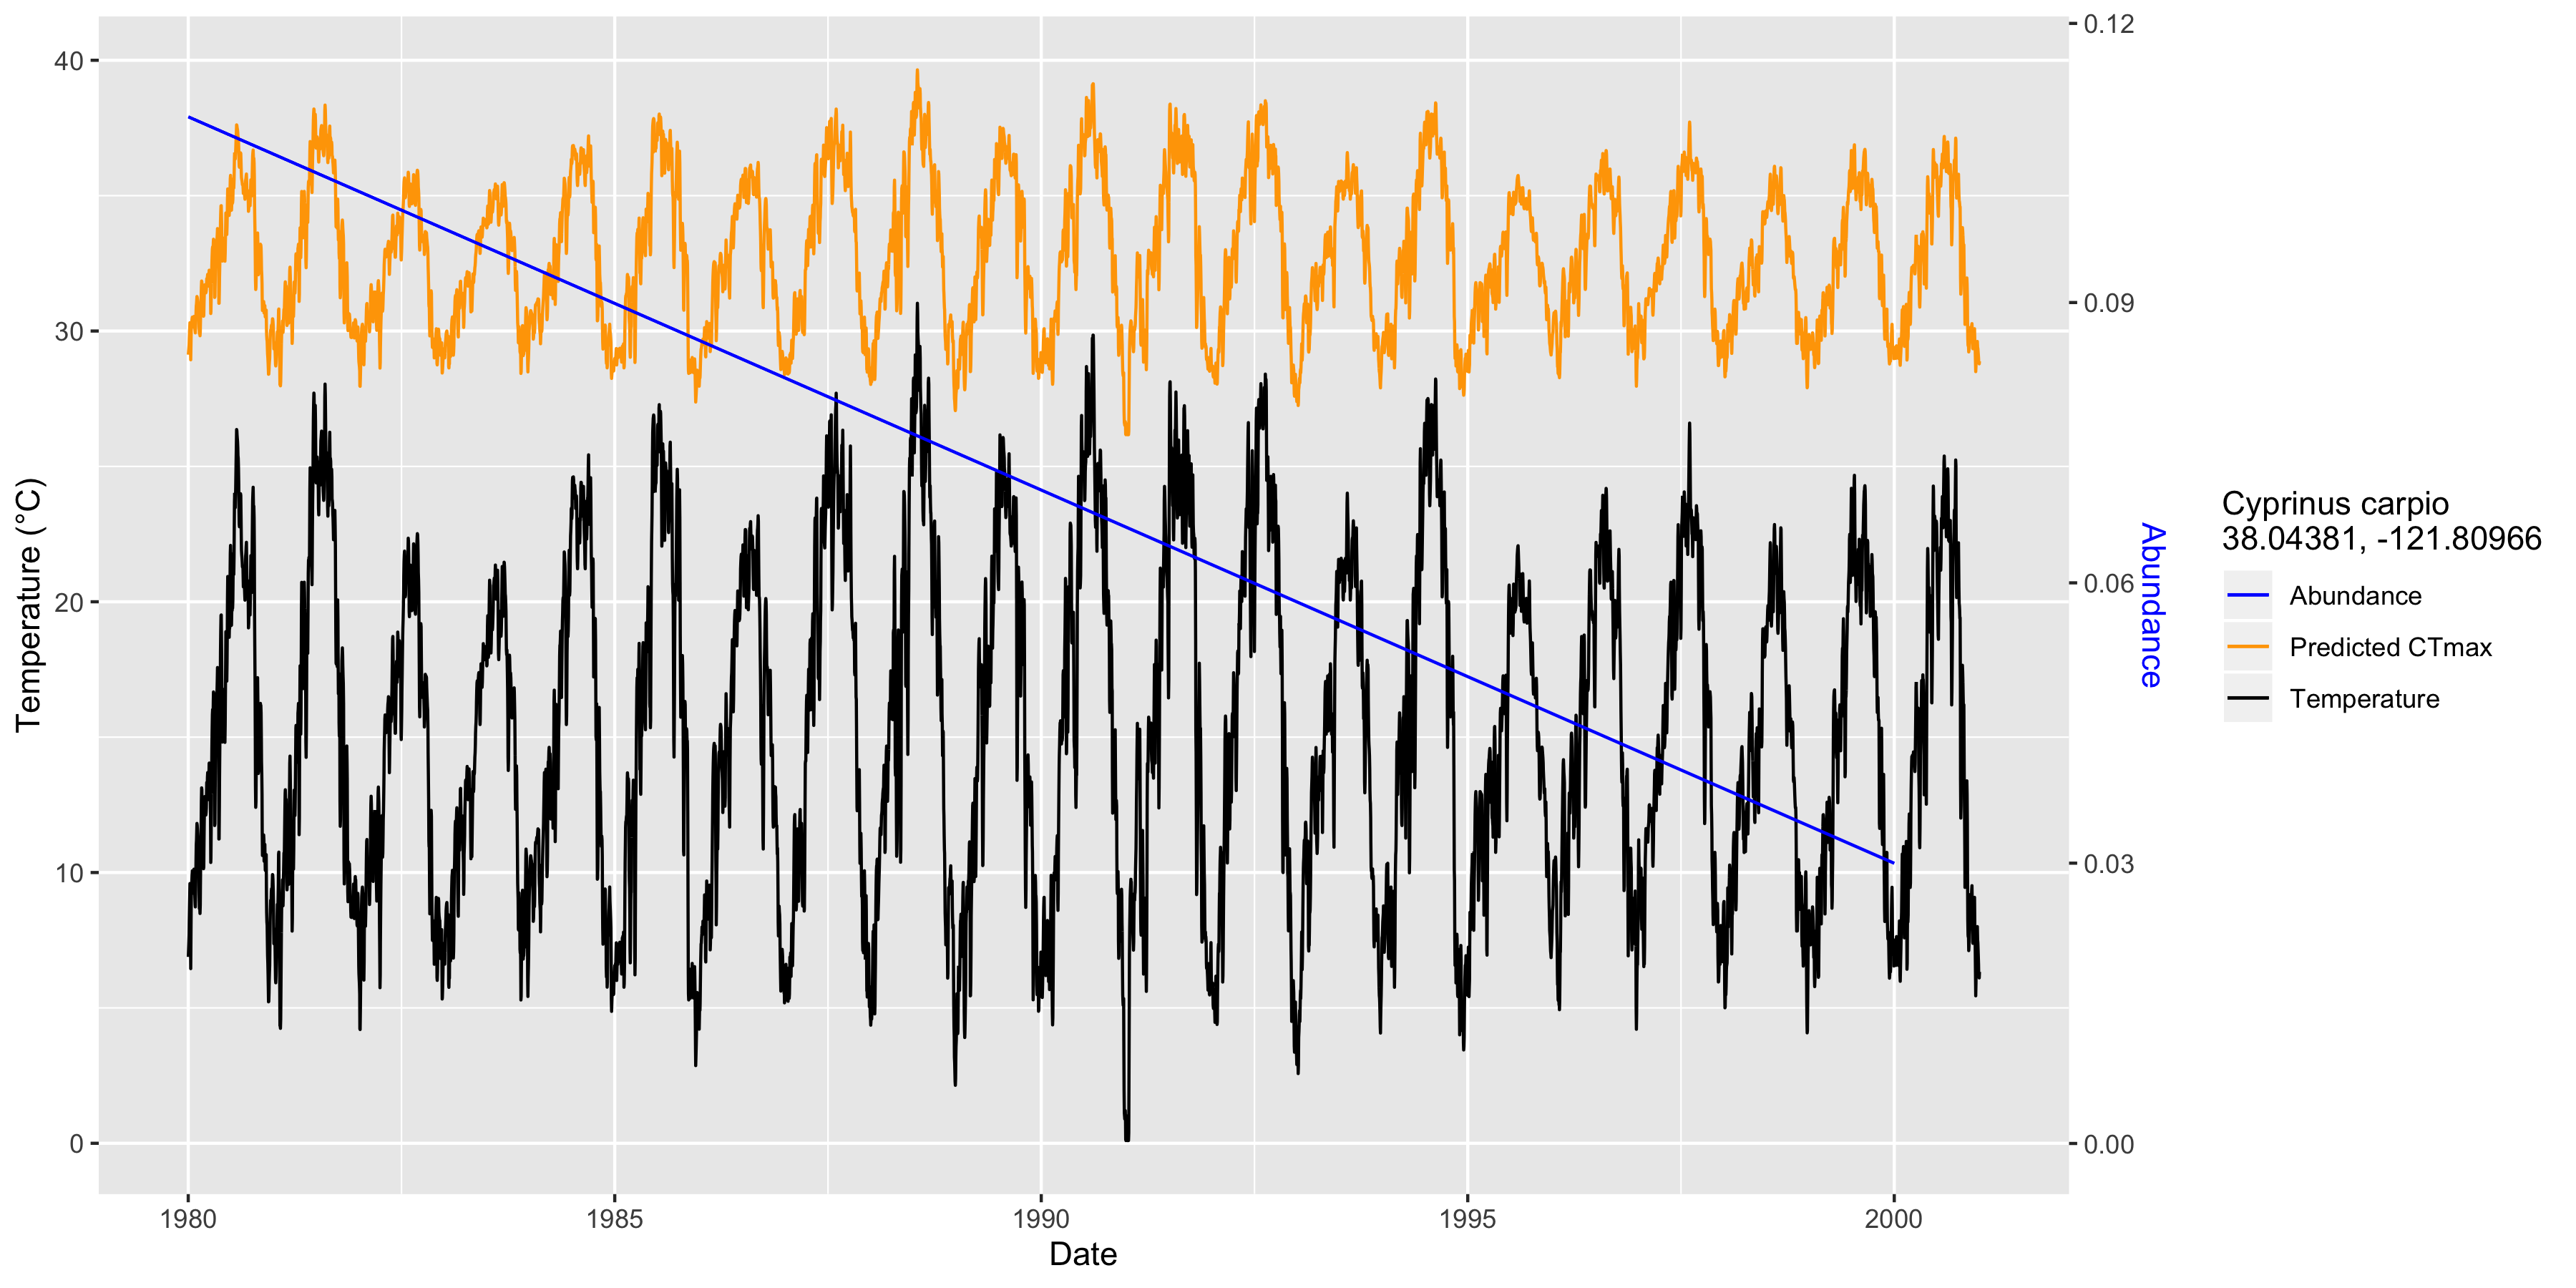 40
30
20
10
0
Temperature (°C)
1980
1985
1990
1995
2000
Date
0.12
0.09
0.06
0.03
0.00
Abundance
Cyprinus carpio
38.04381, -121.80966
Abundance
Predicted CTmax
Temperature